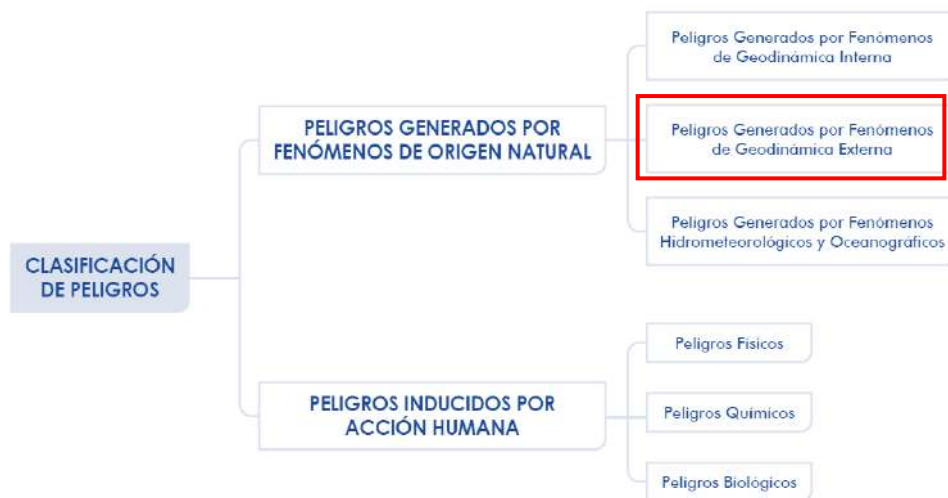 Peligros Generados por Fenómenos
de Geodinámica Interna
PELIGROS GENERADOS POR
FENÓMENOS DE ORIGEN NATURAL
Peligros Generados por Fenómenos
de Geodinámica Externa
Peligros Generados por Fenómenos
Hidrometeorológicos y Oceanográficos
CLASIFICACIÓN
DE PELIGROS
Peligros Físicos
PELIGROS INDUCIDOS POR
ACCIÓN HUMANA
Peligros Químicos
Peligros Biológicos